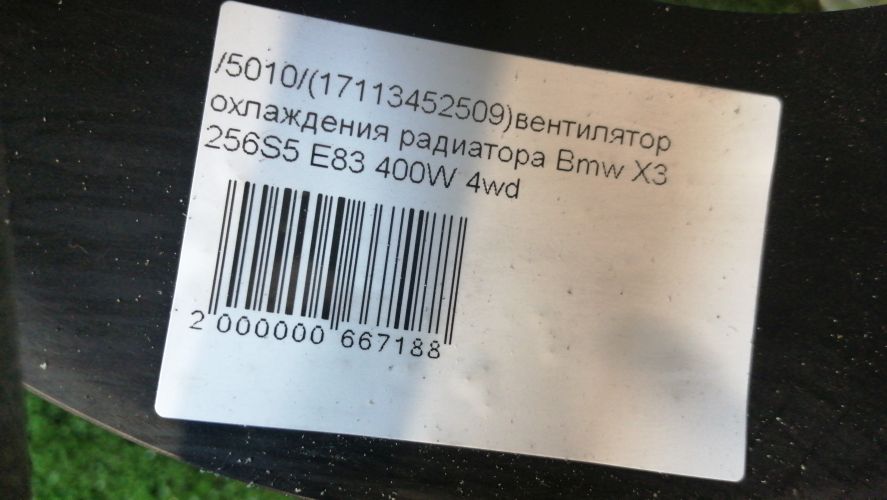 /5010/(17113452509)вентилятор
охлаждения радиатора Bmw X3
256S5 E83 400W 4wd
2 000000 667188